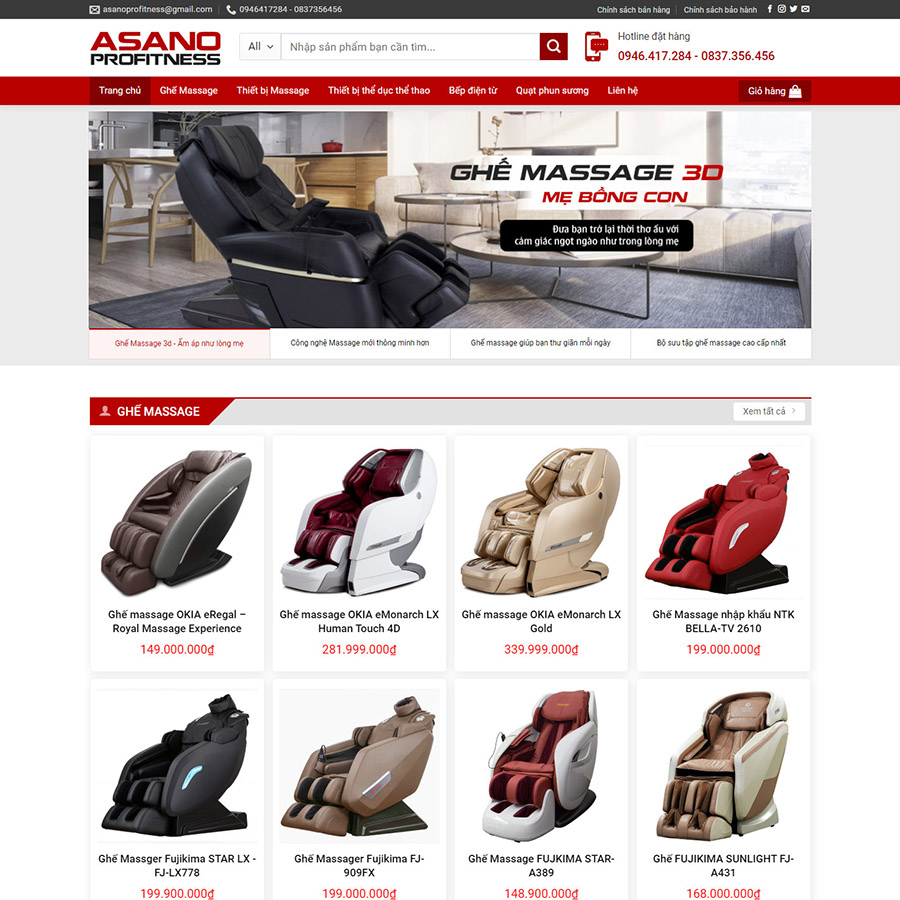 asanoprofitness@gmail.com 0946417284 - 0837356456 Chính sách bán hàng Chính sách bảo hành
ASANO
PROFITNESS
All Nhập sản phẩm bạn cần tìm...
Hotline đặt hàng
0946.417.284 - 0837.356.456
Trang chủ Ghế Massage Thiết bị Massage Thiết bị thể dục thể thao Bếp điện từ Quạt phun sương Liên hệ Giỏ hàng
GHẾ MASSAGE 3D
MẸ BỒNG CON
Đưa bạn trở lại thời thơ ấu với
cảm giác ngọt ngào như trong lòng mẹ
Ghế Massage 3d - Ấm áp như lòng mẹ Công nghệ Massage mới thông minh hơn Ghế massage giúp bạn thư giãn mỗi ngày Bộ sưu tập ghế massage cao cấp nhất
GHẾ MASSAGE Xem tất cả
Ghế massage OKIA eRegal –
Royal Massage Experience
149.000.000₫
Ghế massage OKIA eMonarch LX
Human Touch 4D
281.999.000₫
Ghế massage OKIA eMonarch LX
Gold
339.999.000₫
Ghế Massage nhập khẩu NTK
BELLA-TV 2610
199.000.000₫
Ghế Massger Fujikima STAR LX -
FJ-LX778
199.900.000₫
Ghế Massager Fujikima FJ-
909FX
199.000.000₫
Ghế Massage FUJKIMA STAR-
A389
148.900.000₫
Ghế FUJIKIMA SUNLIGHT FJ-
A431
168.000.000₫